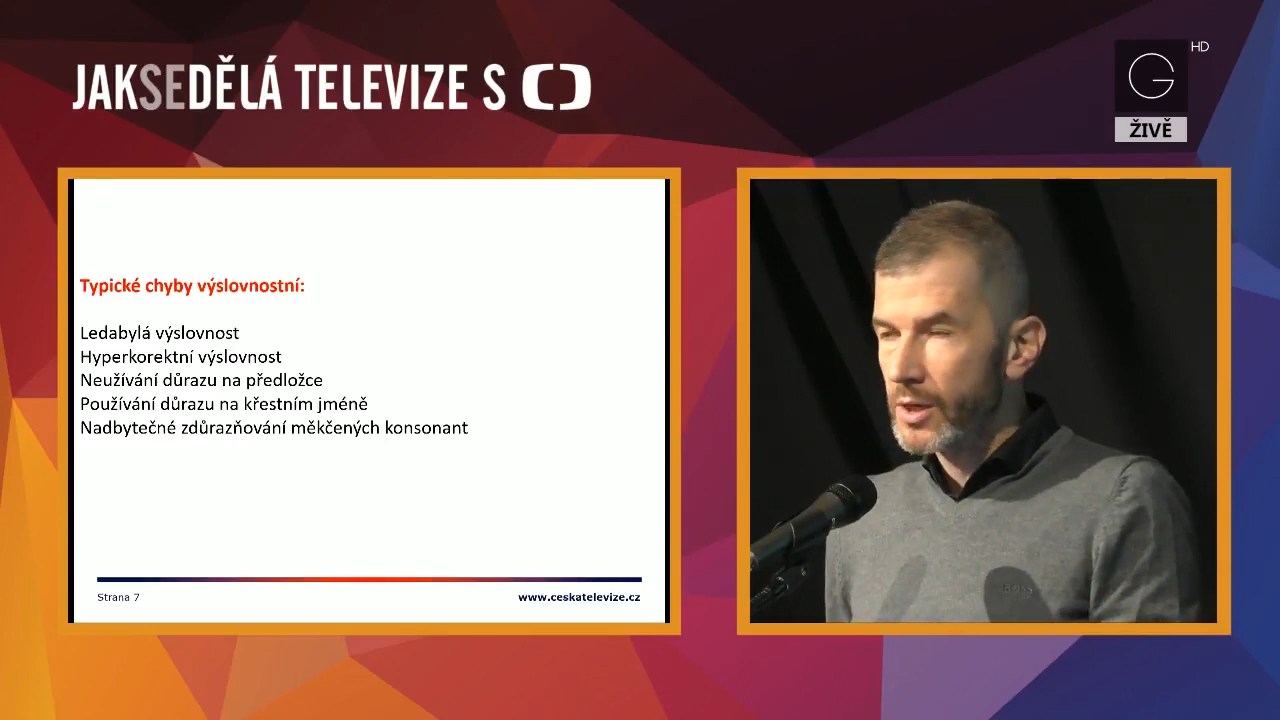 JAKSEDĚLÁ TELEVIZE S
HD
G
ŽIVĚ
Typické chyby výslovnostní:
Ledabylá výslovnost
Hyperkorektní výslovnost
Neužívání důrazu na předložce
Používání důrazu na křestním jméně
Nadbytečné zdůrazňování měkčených konsonant
Strana 7
www.ceskatelevize.cz